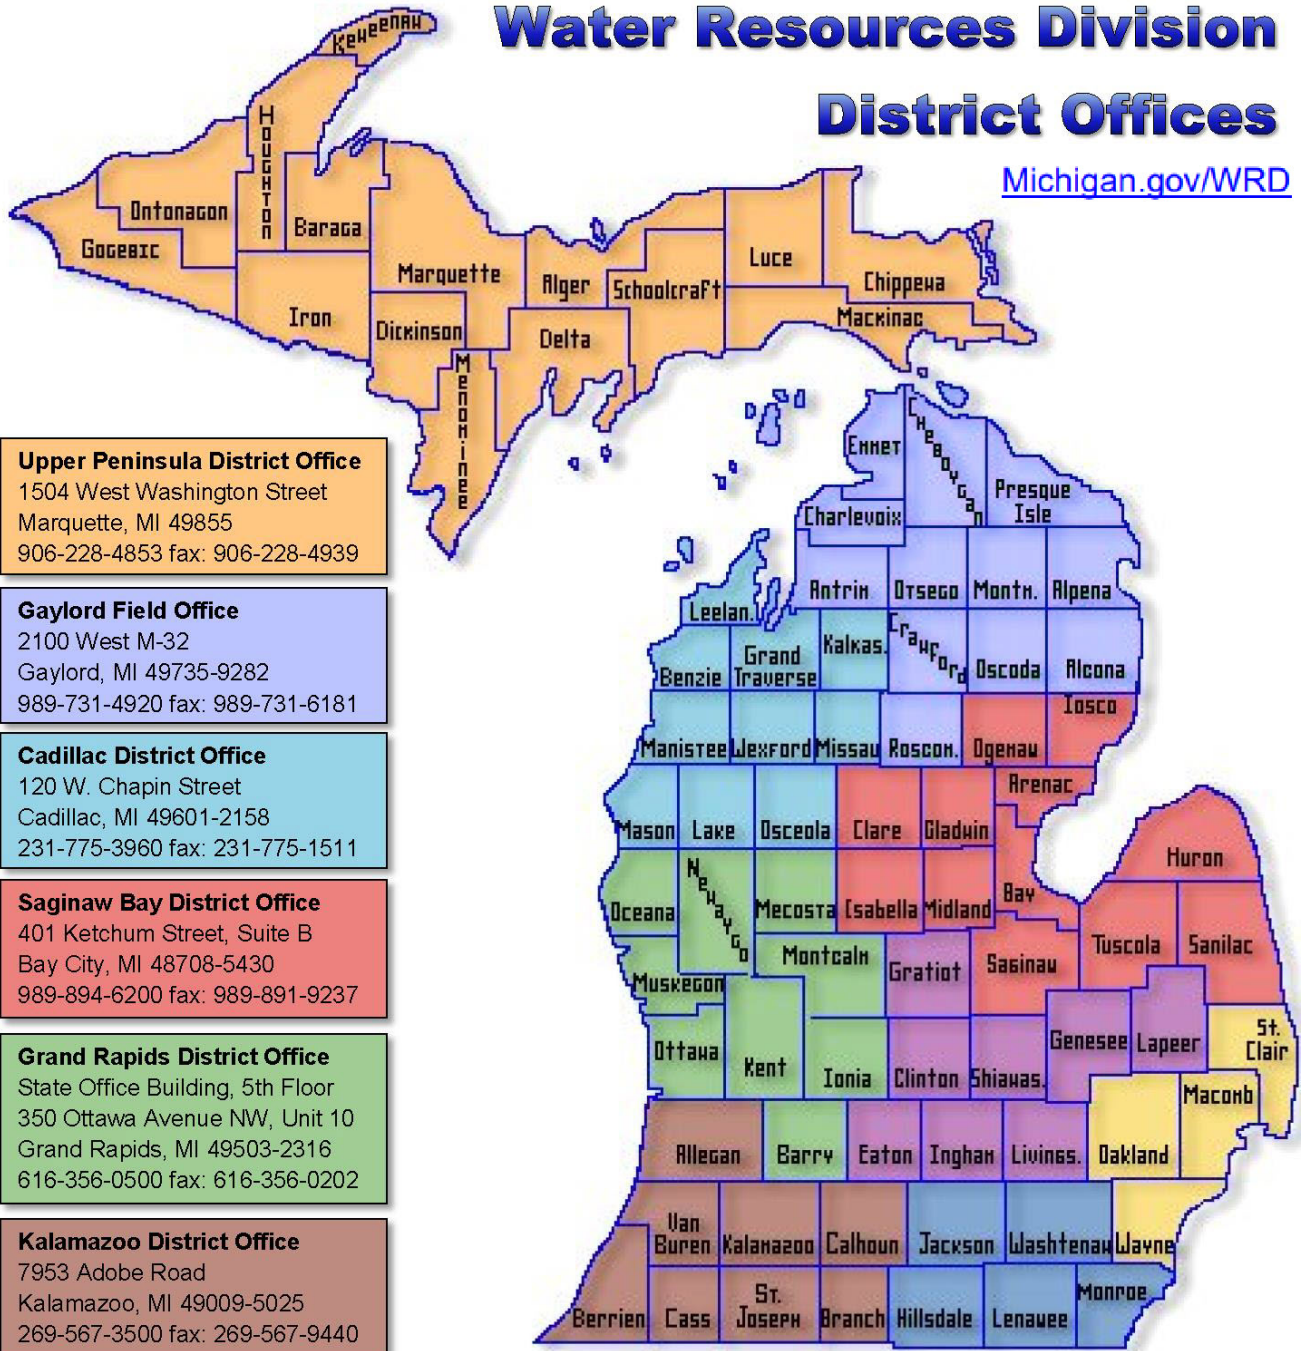 Water Resources Division
District Offices
Michigan.gov/WRD
Keweenaw
Houghton
Ontonagon
Baraga
Gogebic
Marquette
Alger
Schoolcraft
Luce
Chippewa
Iron
Dickinson
Delta
Mackinac
Menominee
Emmet
Cheboygan
Presque
Isle
Charlevoix
Antrim
Otsego
Montm.
Alpena
Leelan.
Benzie
Grand
Traverse
Kalkas.
Crawford
Oscoda
Alcona
Manistee
Wexford
Missau
Roscom.
Ogemaw
Iosco
Arenac
Mason
Lake
Osceola
Clare
Gladwin
Huron
Oceana
Newaygo
Mecosta
Isabella
Midland
Bay
Tuscola
Sanilac
Muskegon
Montcalm
Gratiot
Saginaw
Ottawa
Kent
Ionia
Clinton
Shiawas.
Genesee
Lapeer
St.
Clair
Macomb
Allegan
Barry
Eaton
Ingham
Livings.
Oakland
Van
Buren
Kalamazoo
Calhoun
Jackson
Washtenaw
Wayne
Berrien
Cass
St.
Joseph
Branch
Hillsdale
Lenawee
Monroe
Upper Peninsula District Office
1504 West Washington Street
Marquette, MI 49855
906-228-4853 fax: 906-228-4939
Gaylord Field Office
2100 West M-32
Gaylord, MI 49735-9282
989-731-4920 fax: 989-731-6181
Cadillac District Office
120 W. Chapin Street
Cadillac, MI 49601-2158
231-775-3960 fax: 231-775-1511
Saginaw Bay District Office
401 Ketchum Street, Suite B
Bay City, MI 48708-5430
989-894-6200 fax: 989-891-9237
Grand Rapids District Office
State Office Building, 5th Floor
350 Ottawa Avenue NW, Unit 10
Grand Rapids, MI 49503-2316
616-356-0500 fax: 616-356-0202
Kalamazoo District Office
7953 Adobe Road
Kalamazoo, MI 49009-5025
269-567-3500 fax: 269-567-9440